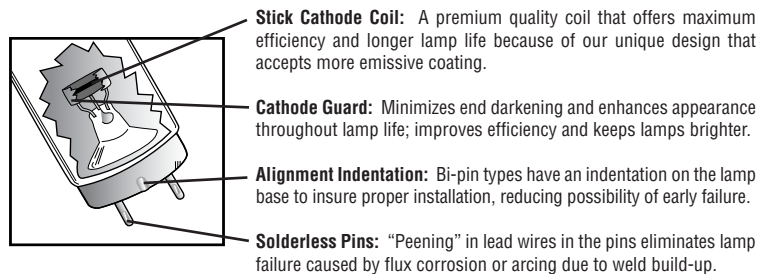 Stick Cathode Coil: A premium quality coil that offers maximum
efficiency and longer lamp life because of our unique design that
accepts more emissive coating.
Cathode Guard: Minimizes end darkening and enhances appearance
throughout lamp life; improves efficiency and keeps lamps brighter.
Alignment Indentation: Bi-pin types have an indentation on the lamp
base to insure proper installation, reducing possibility of early failure.
Solderless Pins: “Peening” in lead wires in the pins eliminates lamp
failure caused by flux corrosion or arcing due to weld build-up.